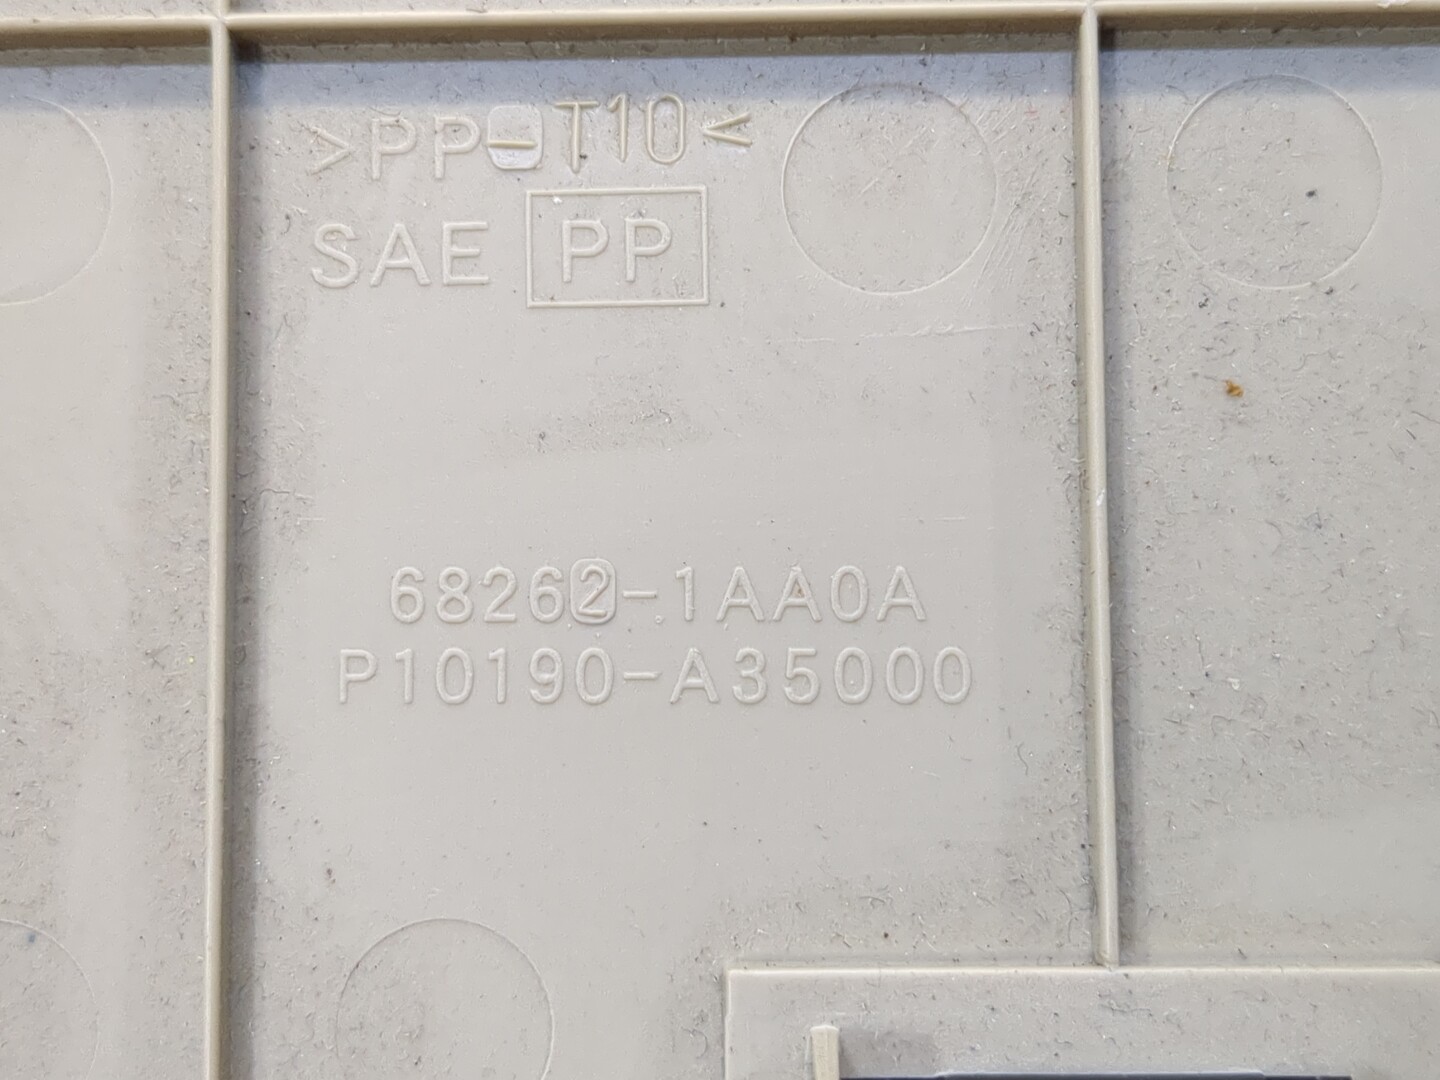 >PP-T10<
SAE PP
68262-1AA0A
P10190-A35000